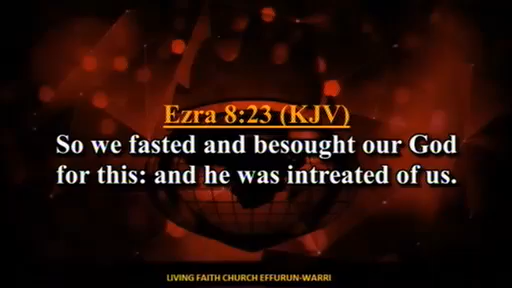 Ezra 8:23 (KJV)
So we fasted and besought our God
for this: and he was intreated of us.
LIVING FAITH CHURCH EFFURUN-WARRI